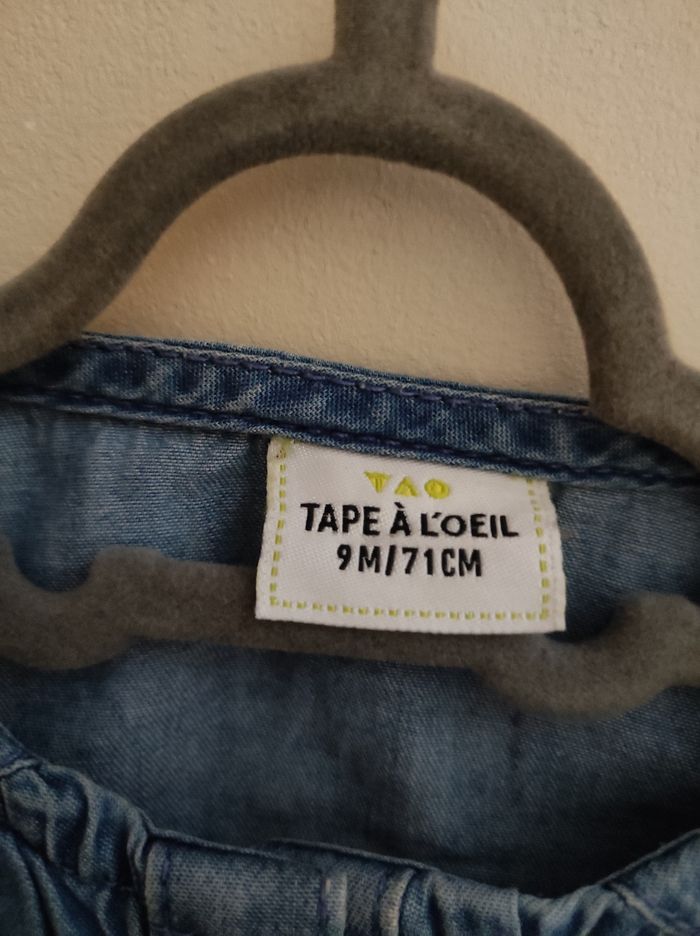 TAO
TAPE À L'OEIL
9M/71CM